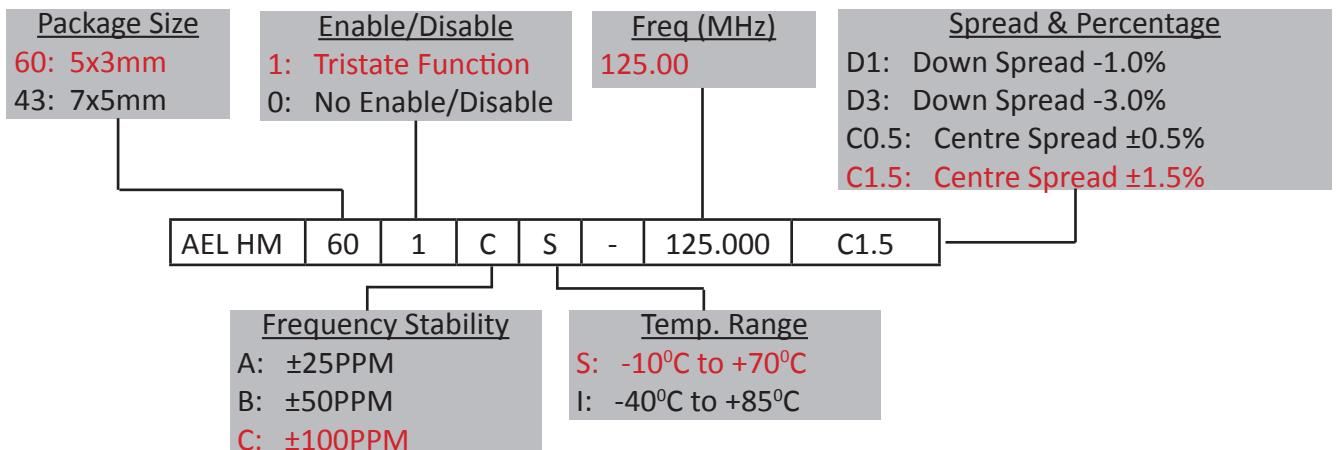 Package Size
60: 5x3mm
43: 7x5mm
Enable/Disable
1: Tristate Function
0: No Enable/Disable
Freq (MHz)
125.00
Spread & Percentage
D1: Down Spread -1.0%
D3: Down Spread -3.0%
C0.5: Centre Spread ±0.5%
C1.5: Centre Spread ±1.5%
AEL HM 60 1 C S - 125.000 C1.5
Frequency Stability
A: ±25PPM
B: ±50PPM
C: ±100PPM
Temp. Range
S: -10⁰C to +70⁰C
I: -40⁰C to +85⁰C